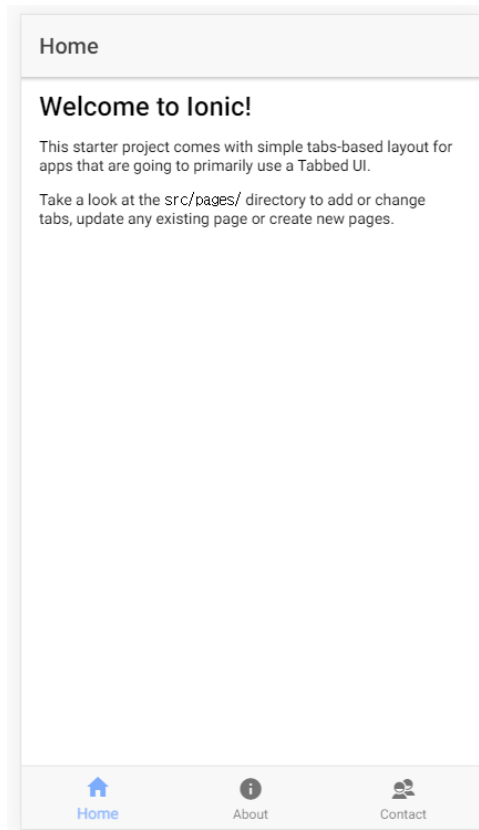 Home
Welcome to Ionic!
This starter project comes with simple tabs-based layout for
apps that are going to primarily use a Tabbed UI.
Take a look at the src/pages/ directory to add or change
tabs, update any existing page or create new pages.
Home
About
Contact